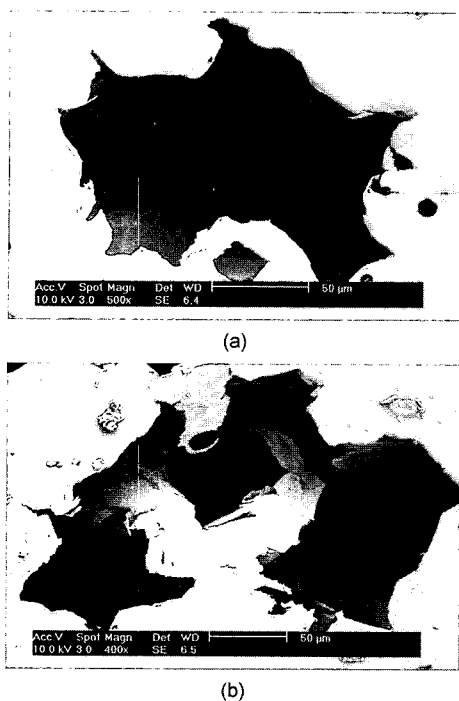 Acc.V Spot Magn Det WD 50 µm
10.0 kV 3.0 500x SE 6.4
(a)
Acc.V Spot Magn Det WD 50 µm
10.0 kV 3.0 400x SE 6.5
(b)